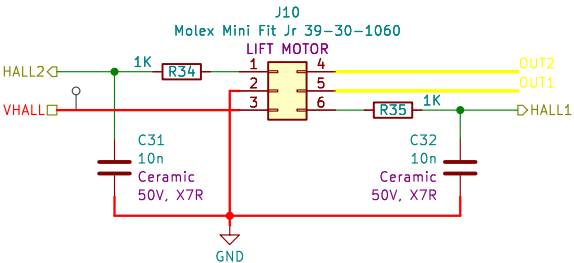 J10
Molex Mini Fit Jr 39-30-1060
LIFT MOTOR
HALL2
1K
R34
1
4
OUT2
2
5
OUT1
VHALL
3
6
R35
1K
HALL1
C31
10n
Ceramic
50V, X7R
C32
10n
Ceramic
50V, X7R
GND